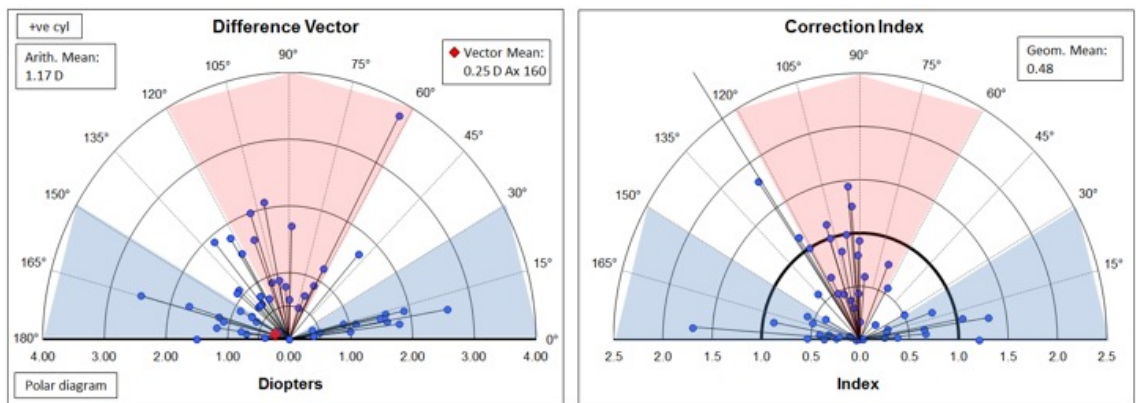 +ve cyl
Difference Vector
Arith. Mean:
1.17 D
Vector Mean:
0.25 D Ax 160
90°
105°
75°
120°
60°
135°
45°
150°
30°
165°
15°
180°
0°
4.00 3.00 2.00 1.00 0.00 1.00 2.00 3.00 4.00
Polar diagram
Diopters
Correction Index
Geom. Mean:
0.48
90°
105°
75°
120°
60°
135°
45°
150°
30°
165°
15°
180°
0°
2.5 2.0 1.5 1.0 0.5 0.0 0.5 1.0 1.5 2.0 2.5
Index